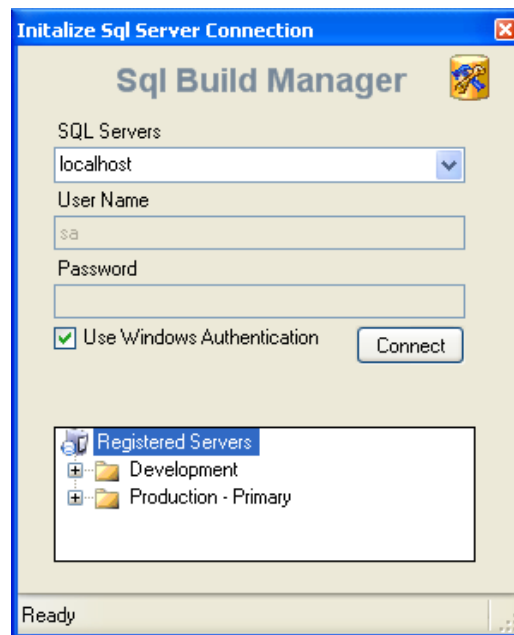 Initalize Sql Server Connection
Sql Build Manager
SQL Servers
localhost
User Name
sa
Password
Use Windows Authentication
Connect
Registered Servers
Development
Production - Primary
Ready